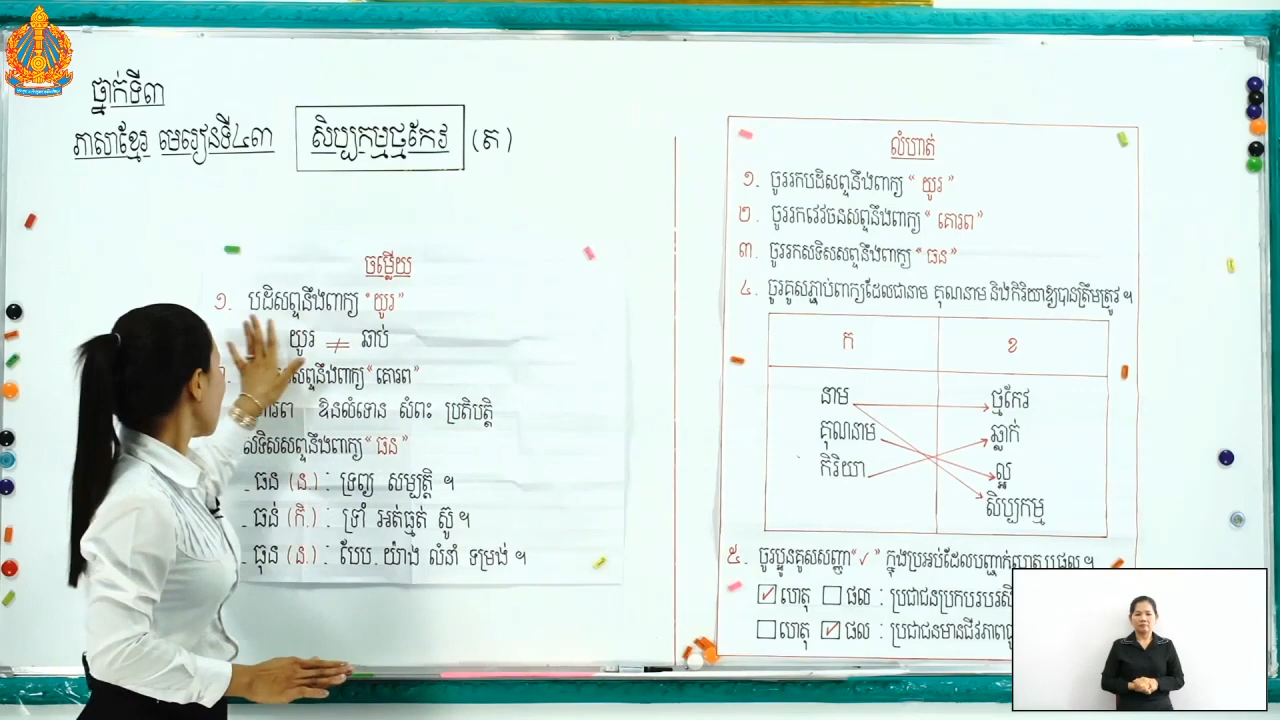 ថ្នាក់ទី៣
ភាសាខ្មែរ មេរៀនទី៤៣ សិប្បកម្មថ្មកែវ (ត)
ចម្លើយ
១. បដិសព្ទនឹងពាក្យ "យូរ"
យូរ ≠ ឆាប់
សព្ទនឹងពាក្យ "គោរព"
ឱនលំទោន សំពះ ប្រតិបត្តិ
សទិសសព្ទនឹងពាក្យ "ធន"
_ ធន (ន.) : ទ្រព្យ សម្បត្តិ ។
_ ធន់ (កិ.) : ទ្រាំ អត់ធ្មត់ ស៊ូ ។
_ ធុន (ន.) : បែប យ៉ាង លំនាំ ទម្រង់ ។
លំហាត់
១. ចូររកបដិសព្ទនឹងពាក្យ "យូរ"
២. ចូររកវេវចនសព្ទនឹងពាក្យ "គោរព"
៣. ចូររកសទិសសព្ទនឹងពាក្យ "ធន"
៤. ចូរគូសភ្ជាប់ពាក្យដែលជានាម គុណនាម និងកិរិយាឱ្យបានត្រឹមត្រូវ ។
ក ខ
នាម ថ្មកែវ
គុណនាម ឆ្លាក់
កិរិយា ល្អ
សិប្បកម្ម
៥. ចូរប្អូនគូសសញ្ញា "✓" ក្នុងប្រអប់ដែលបញ្ជាក់ហេតុ ឬផល ។
☑ ហេតុ ☐ ផល : ប្រជាជនប្រកបរបរសិ
☐ ហេតុ ☑ ផល : ប្រជាជនមានជីវភាព